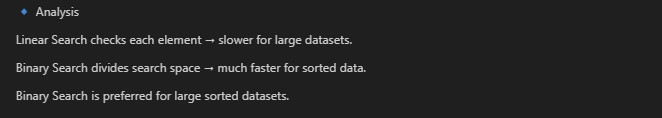 🔹 Analysis
Linear Search checks each element → slower for large datasets.
Binary Search divides search space → much faster for sorted data.
Binary Search is preferred for large sorted datasets.